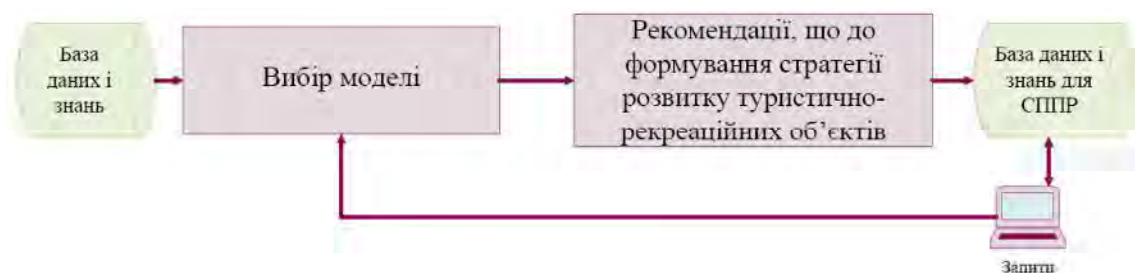 База
даних і
знань
Вибір моделі
Рекомендації, що до
формування стратегії
розвитку туристично-
рекреаційних об’єктів
База даних і
знань для
СППР
Запити